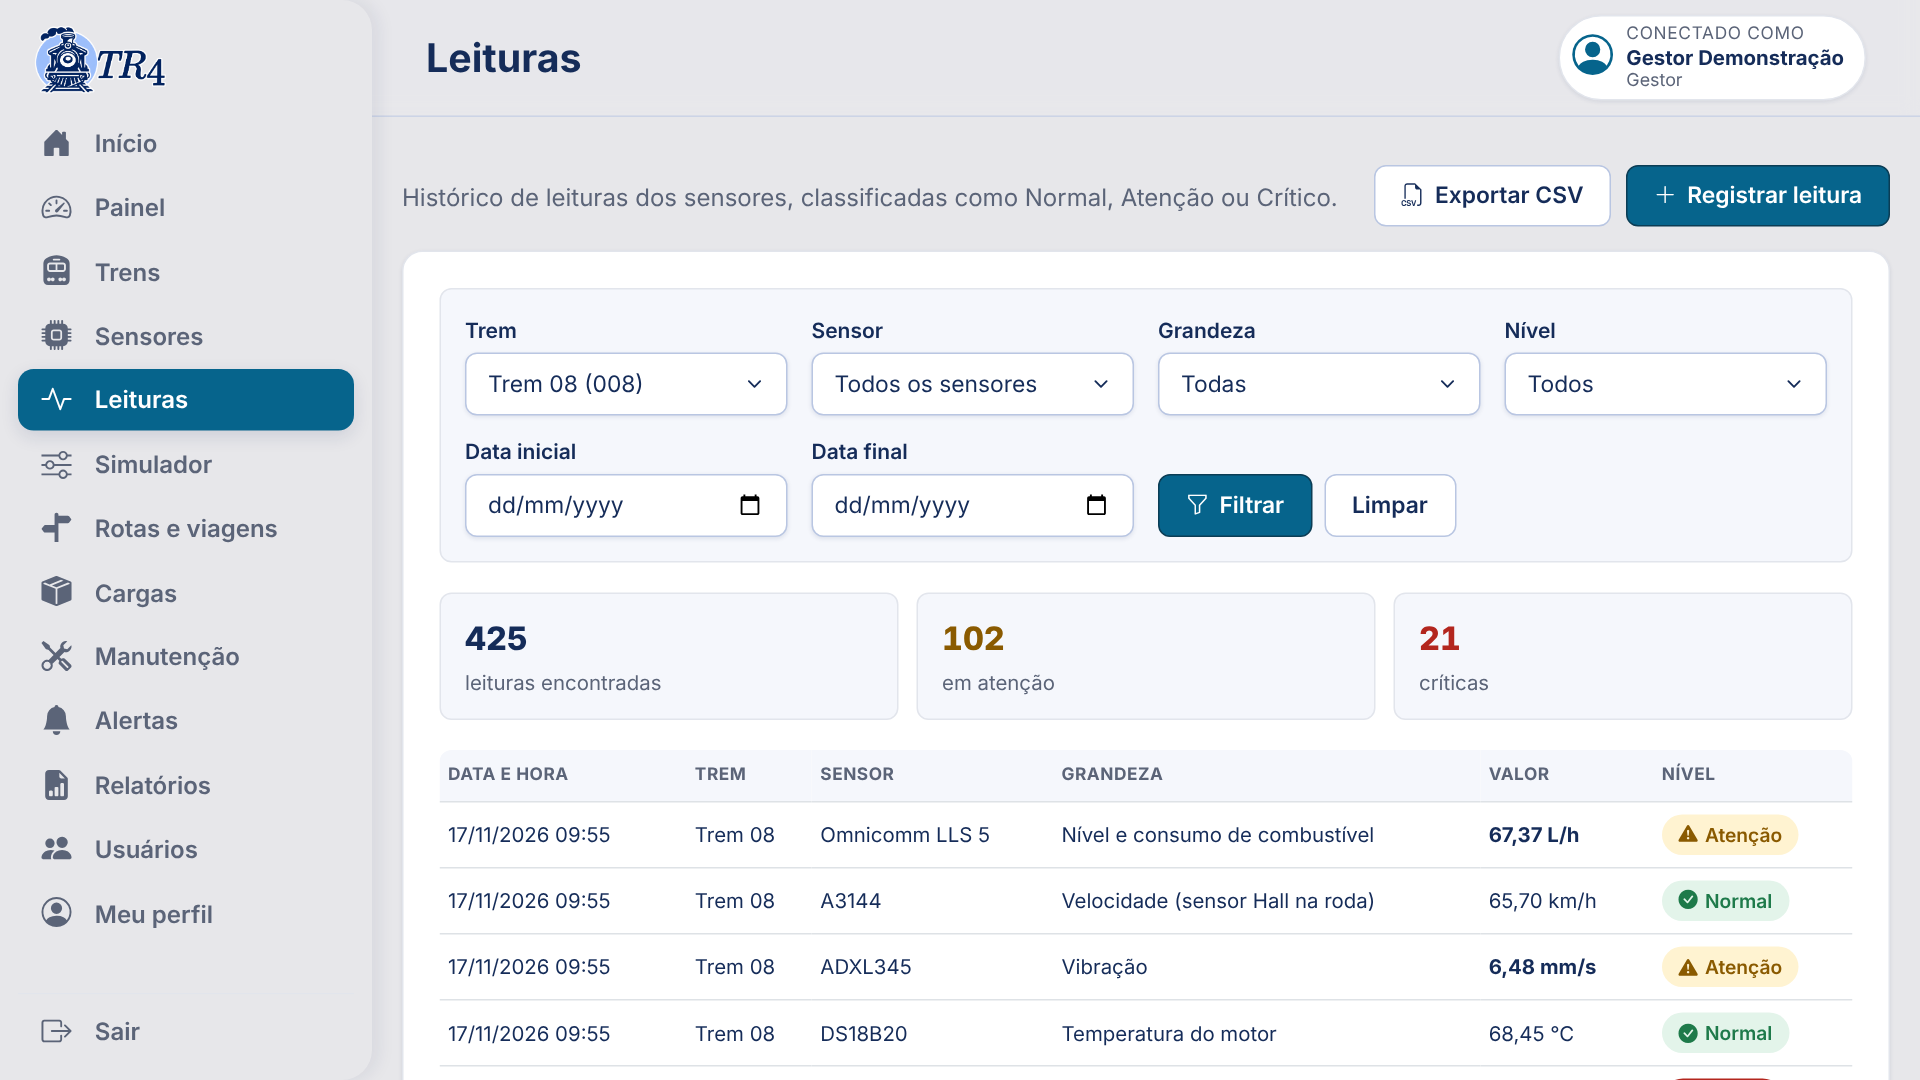 TR4
Início
Painel
Trens
Sensores
Leituras
Simulador
Rotas e viagens
Cargas
Manutenção
Alertas
Relatórios
Usuários
Meu perfil
Sair
Leituras
CONECTADO COMO
Gestor Demonstração
Gestor
Histórico de leituras dos sensores, classificadas como Normal, Atenção ou Crítico.
CSV Exportar CSV
Registrar leitura
Trem Sensor Grandeza Nível
Trem 08 (008) Todos os sensores Todas Todos
Data inicial Data final
dd/mm/yyyy dd/mm/yyyy Filtrar Limpar
425 102 21
leituras encontradas em atenção críticas
DATA E HORA TREM SENSOR GRANDEZA VALOR NÍVEL
17/11/2026 09:55 Trem 08 Omnicomm LLS 5 Nível e consumo de combustível 67,37 L/h Atenção
17/11/2026 09:55 Trem 08 A3144 Velocidade (sensor Hall na roda) 65,70 km/h Normal
17/11/2026 09:55 Trem 08 ADXL345 Vibração 6,48 mm/s Atenção
17/11/2026 09:55 Trem 08 DS18B20 Temperatura do motor 68,45 °C Normal